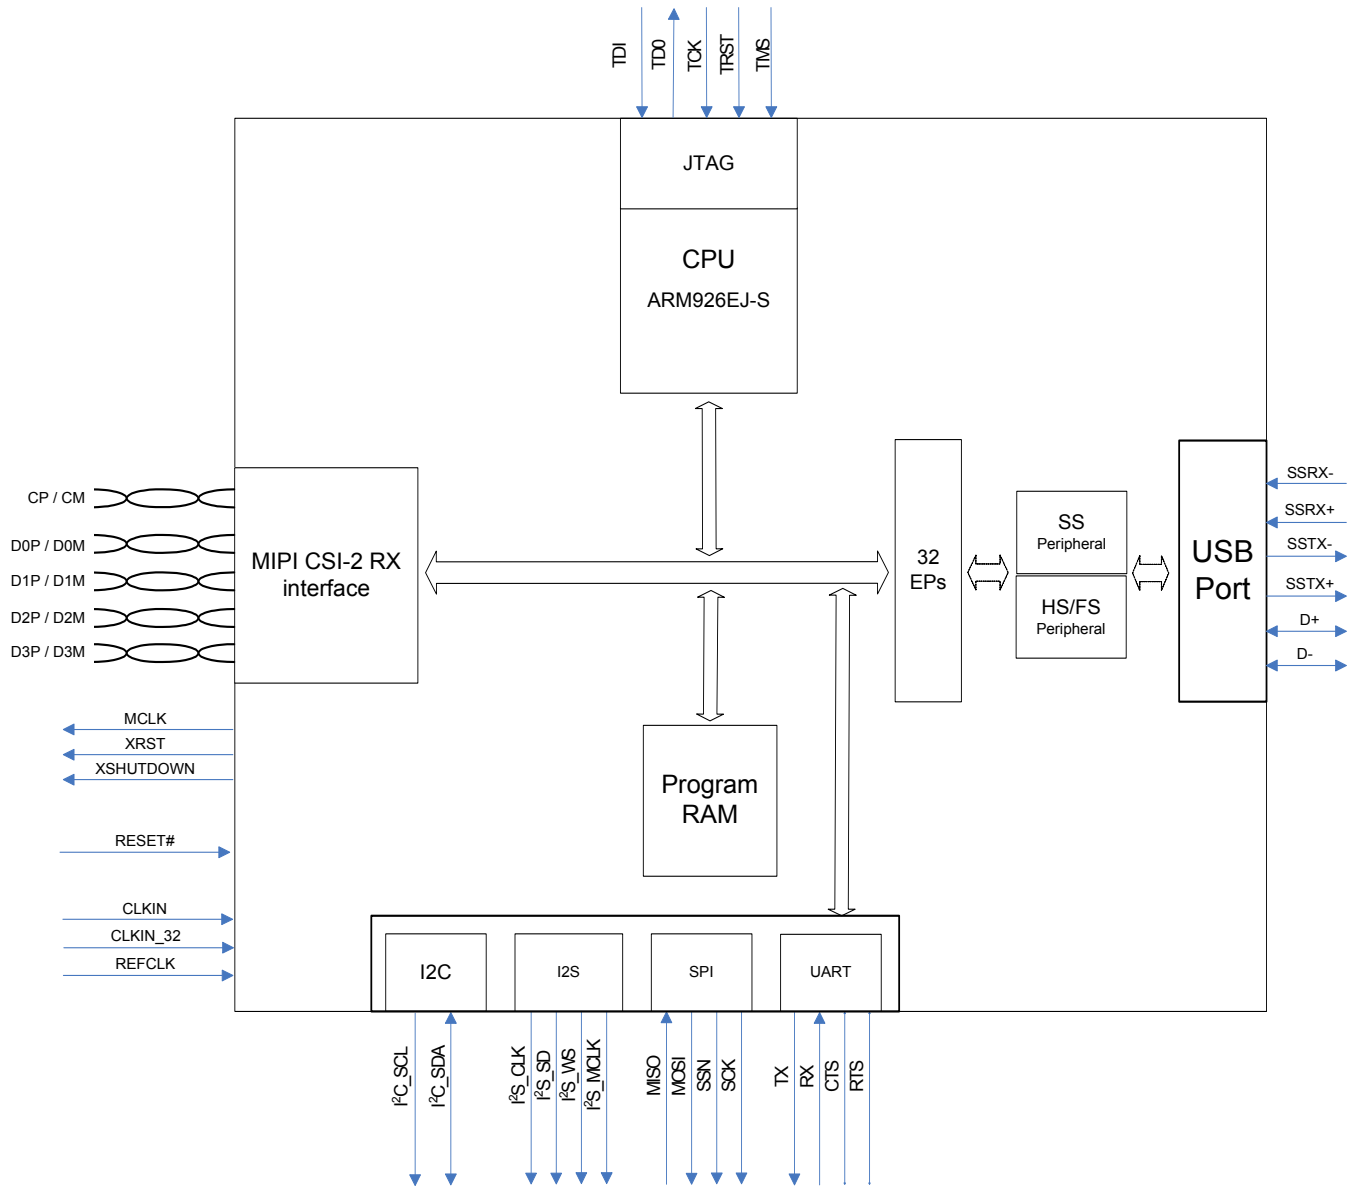 TDI
TD0
TCK
TRST
TMS
JTAG
CPU
ARM926EJ-S
CP / CM
D0P / D0M
D1P / D1M
D2P / D2M
D3P / D3M
MIPI CSI-2 RX
interface
32
EPs
SS
Peripheral
HS/FS
Peripheral
USB
Port
SSRX-
SSRX+
SSTX-
SSTX+
D+
D-
MCLK
XRST
XSHUTDOWN
RESET#
CLKIN
CLKIN_32
REFCLK
Program
RAM
I2C
I2S
SPI
UART
I²C_SCL
I²C_SDA
I²S_CLK
I²S_SD
I²S_WS
I²S_MCLK
MISO
MOSI
SSN
SCK
TX
RX
CTS
RTS